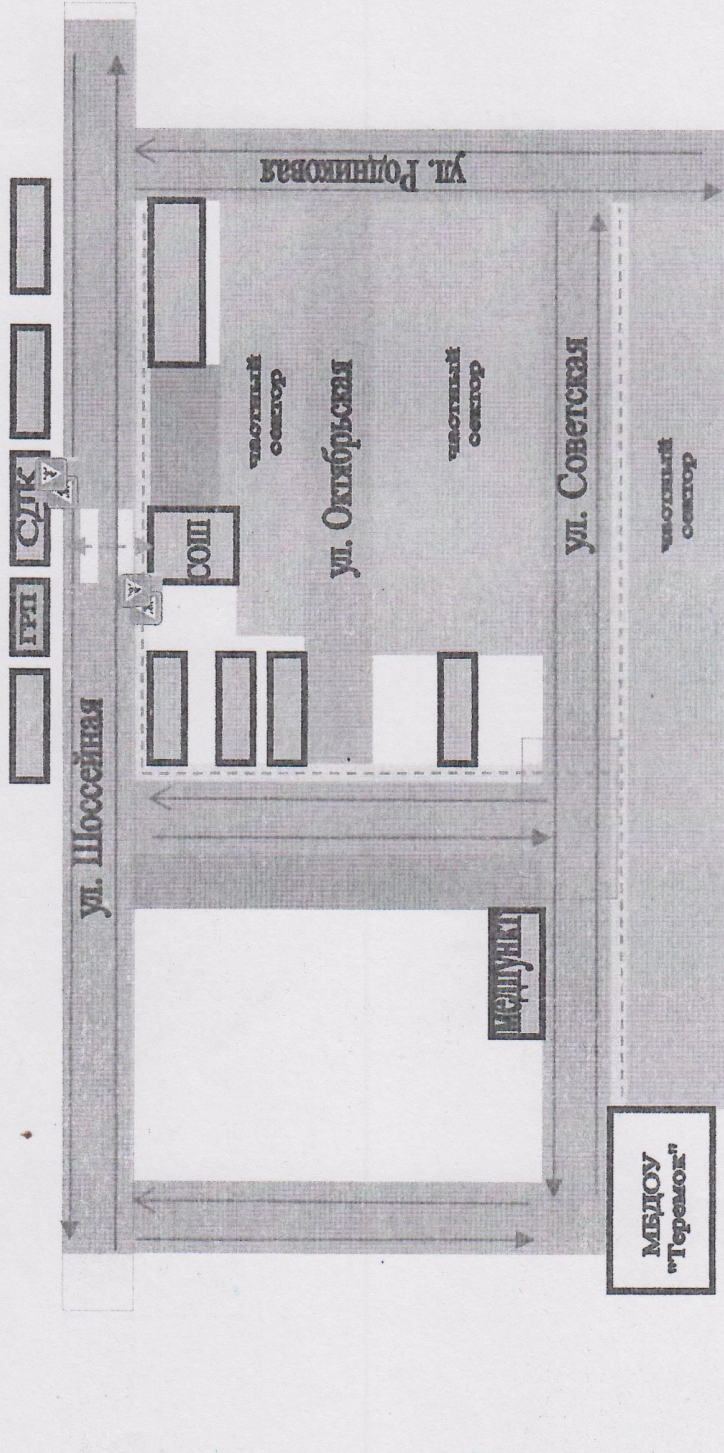 ул. Шоссейная
ГРП
СДК
СОШ
ул. Родниковая
частный
сектор
ул. Октябрьская
частный
сектор
ул. Советская
частный
сектор
медпункт
МБДОУ
"Теремок"